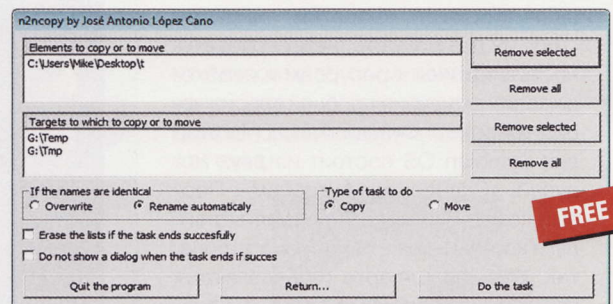 n2ncopy by José Antonio López Cano
Elements to copy or to move
C:\Users\Mike\Desktop\t
Remove selected
Remove all
Targets to which to copy or to move
G:\Temp
G:\Tmp
Remove selected
Remove all
If the names are identical
Overwrite
Rename automaticaly
Type of task to do
Copy
Move
FREE
Erase the lists if the task ends succesfully
Do not show a dialog when the task ends if succes
Quit the program
Return...
Do the task